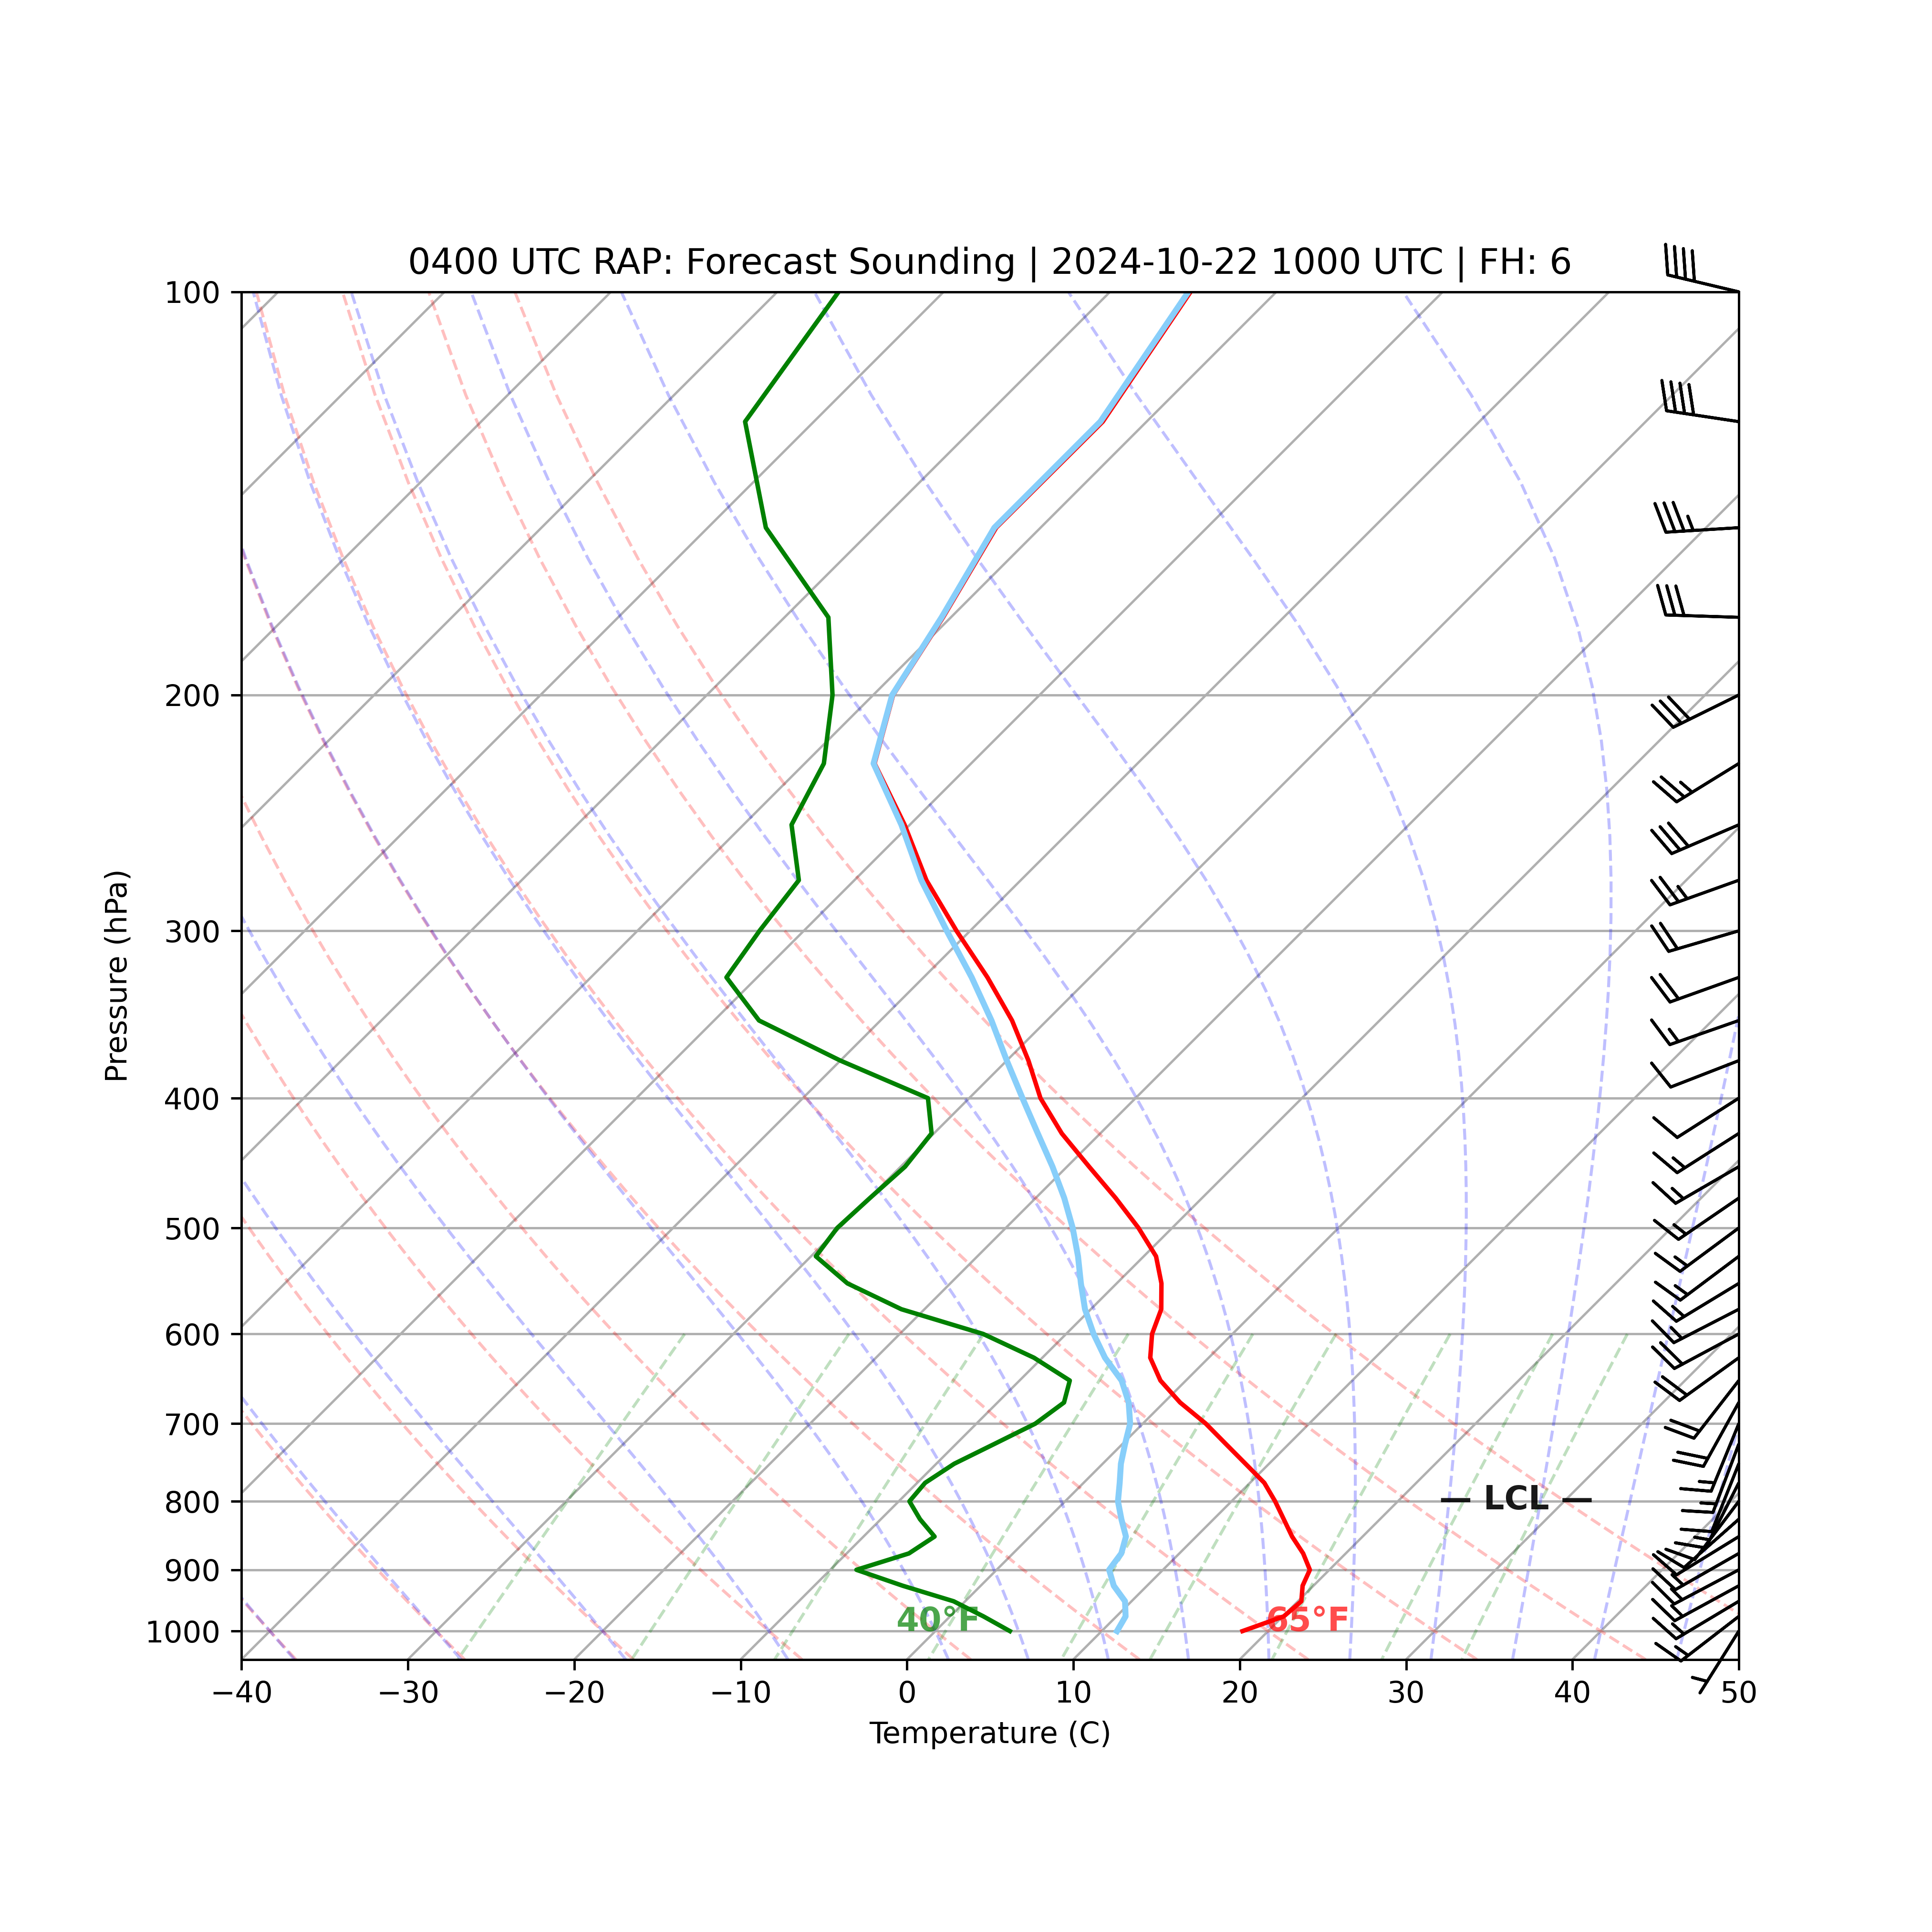 0400 UTC RAP: Forecast Sounding | 2024-10-22 1000 UTC | FH: 6
100
200
300
400
500
600
700
800
900
1000
Pressure (hPa)
LCL
40°F
65°F
−40 −30 −20 −10 0 10 20 30 40 50
Temperature (C)